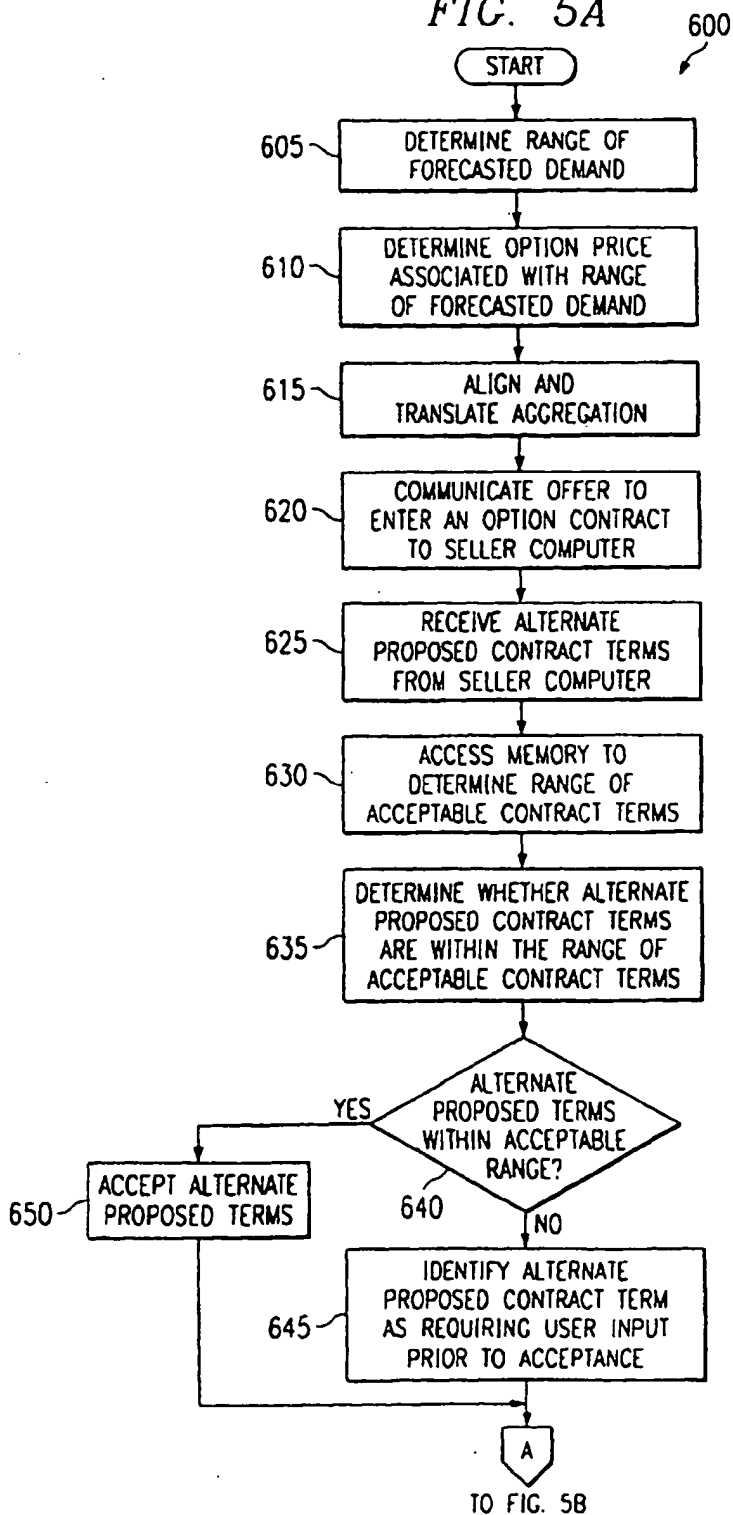 FIG. 5A
600
START
605
DETERMINE RANGE OF
FORECASTED DEMAND
610
DETERMINE OPTION PRICE
ASSOCIATED WITH RANGE
OF FORECASTED DEMAND
615
ALIGN AND
TRANSLATE AGGREGATION
620
COMMUNICATE OFFER TO
ENTER AN OPTION CONTRACT
TO SELLER COMPUTER
625
RECEIVE ALTERNATE
PROPOSED CONTRACT TERMS
FROM SELLER COMPUTER
630
ACCESS MEMORY TO
DETERMINE RANGE OF
ACCEPTABLE CONTRACT TERMS
635
DETERMINE WHETHER ALTERNATE
PROPOSED CONTRACT TERMS
ARE WITHIN THE RANGE OF
ACCEPTABLE CONTRACT TERMS
ALTERNATE
PROPOSED TERMS
WITHIN ACCEPTABLE
RANGE?
640
YES
650
ACCEPT ALTERNATE
PROPOSED TERMS
NO
645
IDENTIFY ALTERNATE
PROPOSED CONTRACT TERM
AS REQUIRING USER INPUT
PRIOR TO ACCEPTANCE
A
TO FIG. 5B